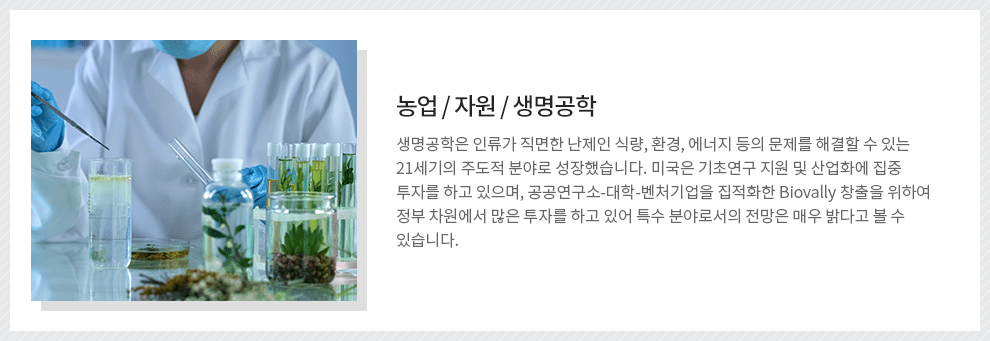 농업 / 자원 / 생명공학
생명공학은 인류가 직면한 난제인 식량, 환경, 에너지 등의 문제를 해결할 수 있는
21세기의 주도적 분야로 성장했습니다. 미국은 기초연구 지원 및 산업화에 집중
투자를 하고 있으며, 공공연구소-대학-벤처기업을 집적화한 Biovally 창출을 위하여
정부 차원에서 많은 투자를 하고 있어 특수 분야로서의 전망은 매우 밝다고 볼 수
있습니다.